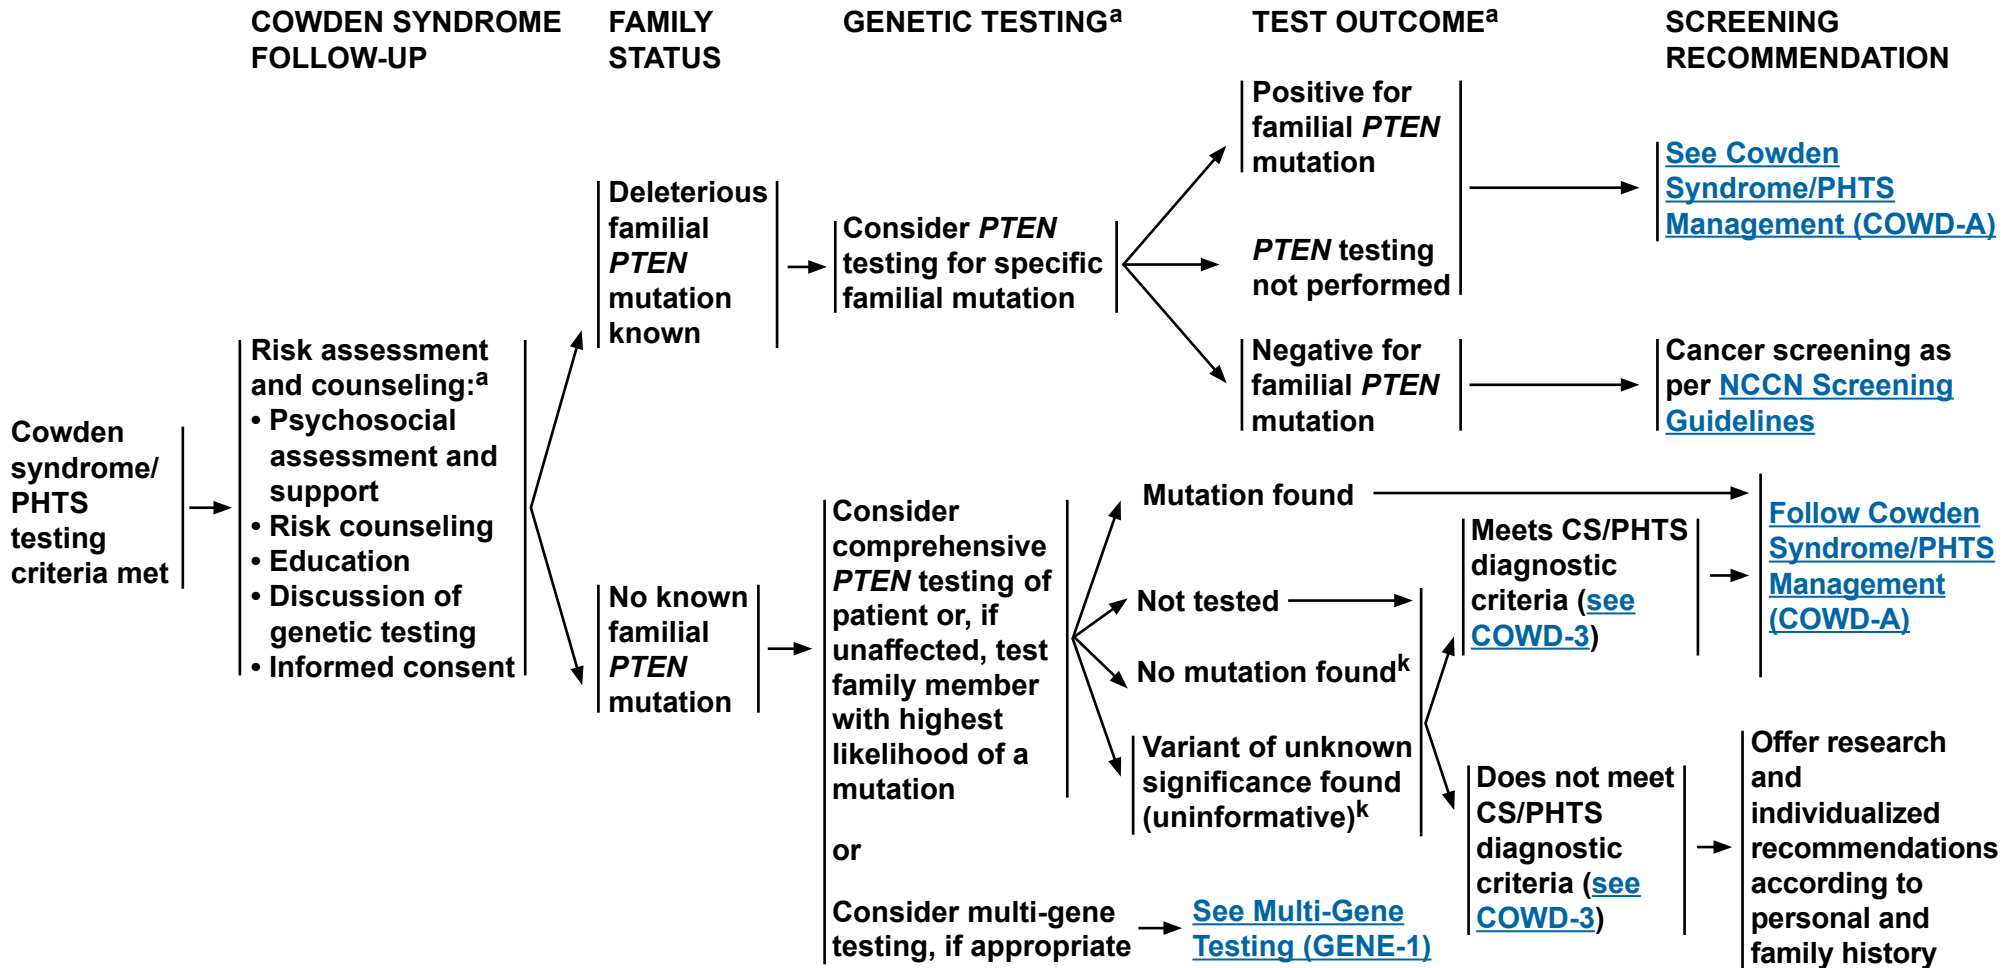 COWDEN SYNDROME
FOLLOW-UP
FAMILY
STATUS
GENETIC TESTINGᵃ
TEST OUTCOMEᵃ
SCREENING
RECOMMENDATION
Cowden
syndrome/
PHTS
testing
criteria met
Risk assessment
and counseling:ᵃ
• Psychosocial
assessment and
support
• Risk counseling
• Education
• Discussion of
genetic testing
• Informed consent
Deleterious
familial
PTEN
mutation
known
Consider PTEN
testing for specific
familial mutation
Positive for
familial PTEN
mutation
PTEN testing
not performed
See Cowden
Syndrome/PHTS
Management (COWD-A)
Negative for
familial PTEN
mutation
Cancer screening as
per NCCN Screening
Guidelines
No known
familial
PTEN
mutation
Consider
comprehensive
PTEN testing of
patient or, if
unaffected, test
family member
with highest
likelihood of a
mutation
or
Consider multi-gene
testing, if appropriate
See Multi-Gene
Testing (GENE-1)
Mutation found
Not tested
No mutation foundᵏ
Variant of unknown
significance found
(uninformative)ᵏ
Meets CS/PHTS
diagnostic
criteria (see
COWD-3)
Follow Cowden
Syndrome/PHTS
Management
(COWD-A)
Does not meet
CS/PHTS
diagnostic
criteria (see
COWD-3)
Offer research
and
individualized
recommendations
according to
personal and
family history